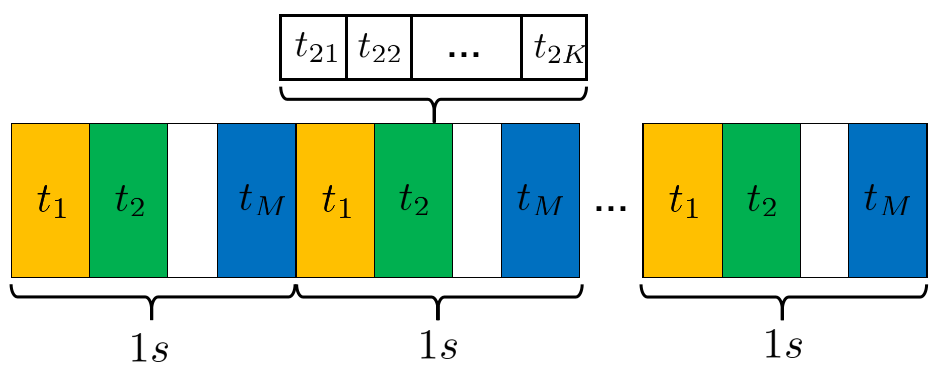 t₂₁ t₂₂ ... t₂K
t₁ t₂ tM t₁ t₂ tM ... t₁ t₂ tM
1s 1s 1s